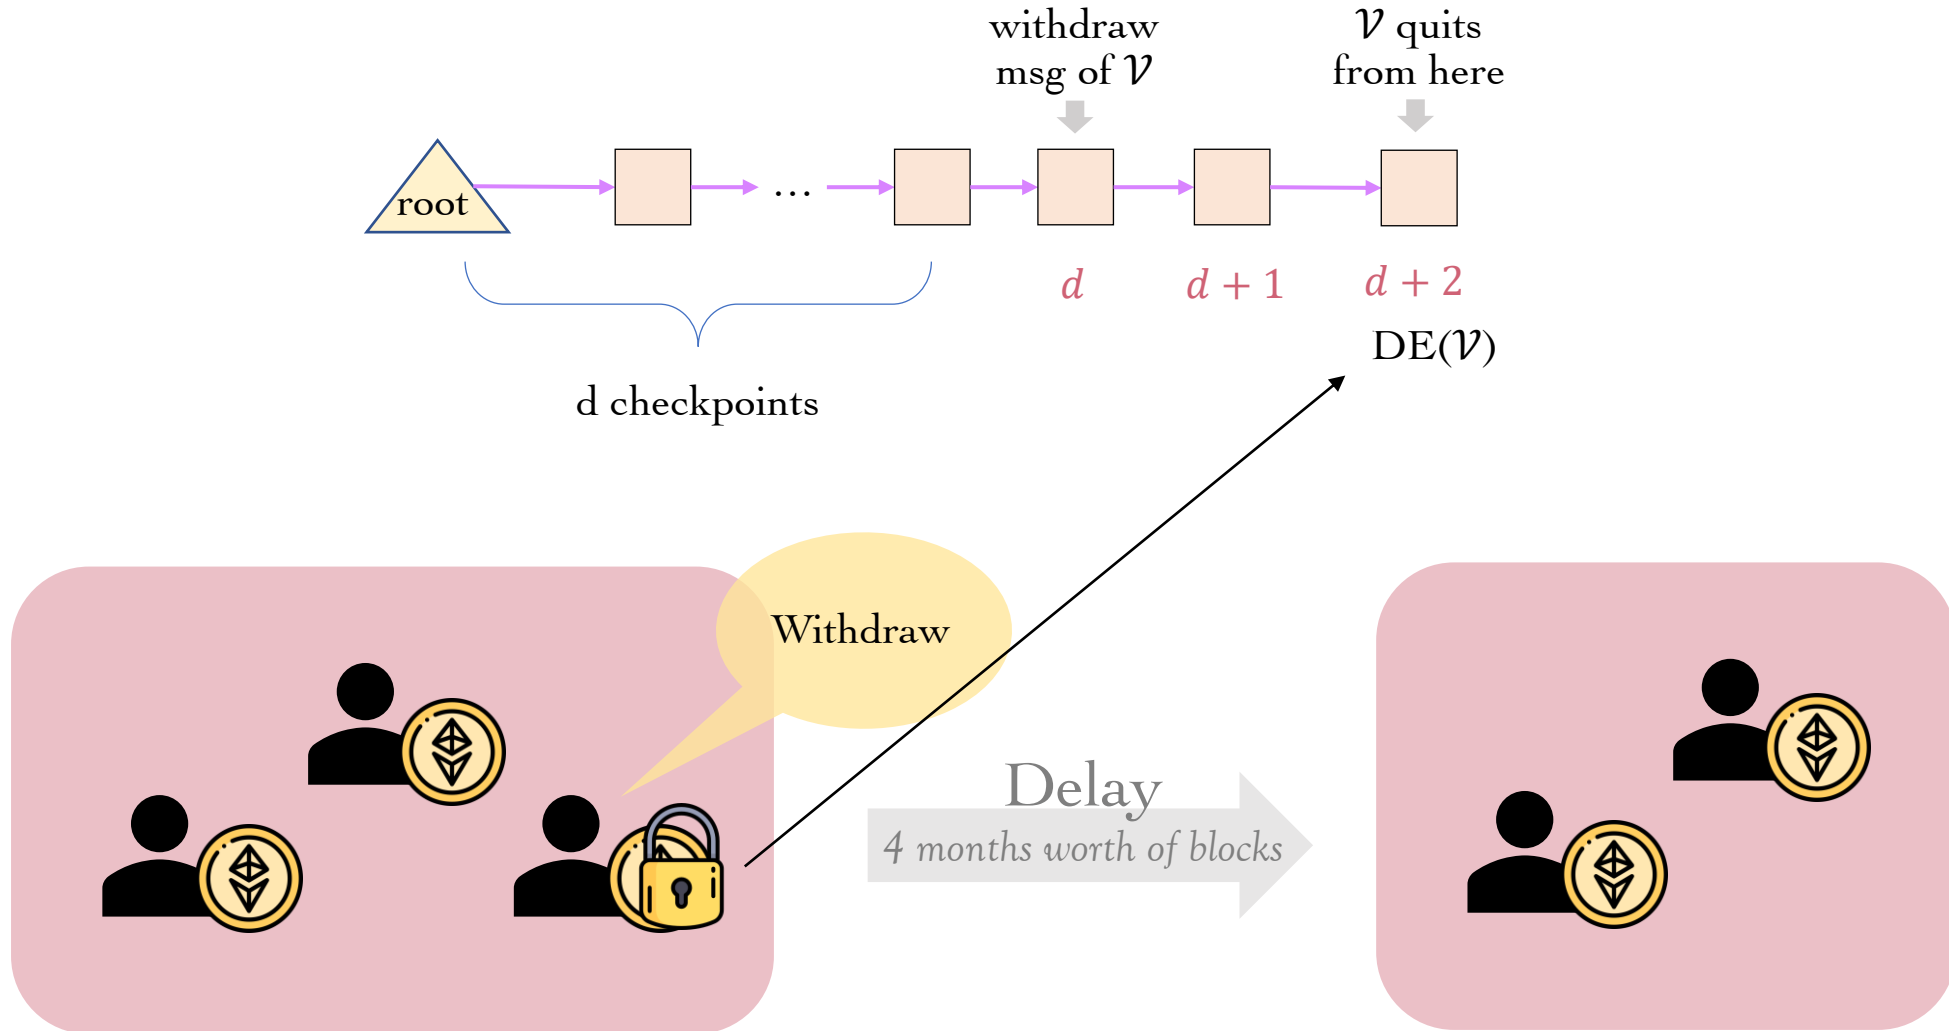 withdraw
msg of 𝒱
𝒱 quits
from here
root
...
d
d + 1
d + 2
DE(𝒱)
d checkpoints
Withdraw
Delay
4 months worth of blocks